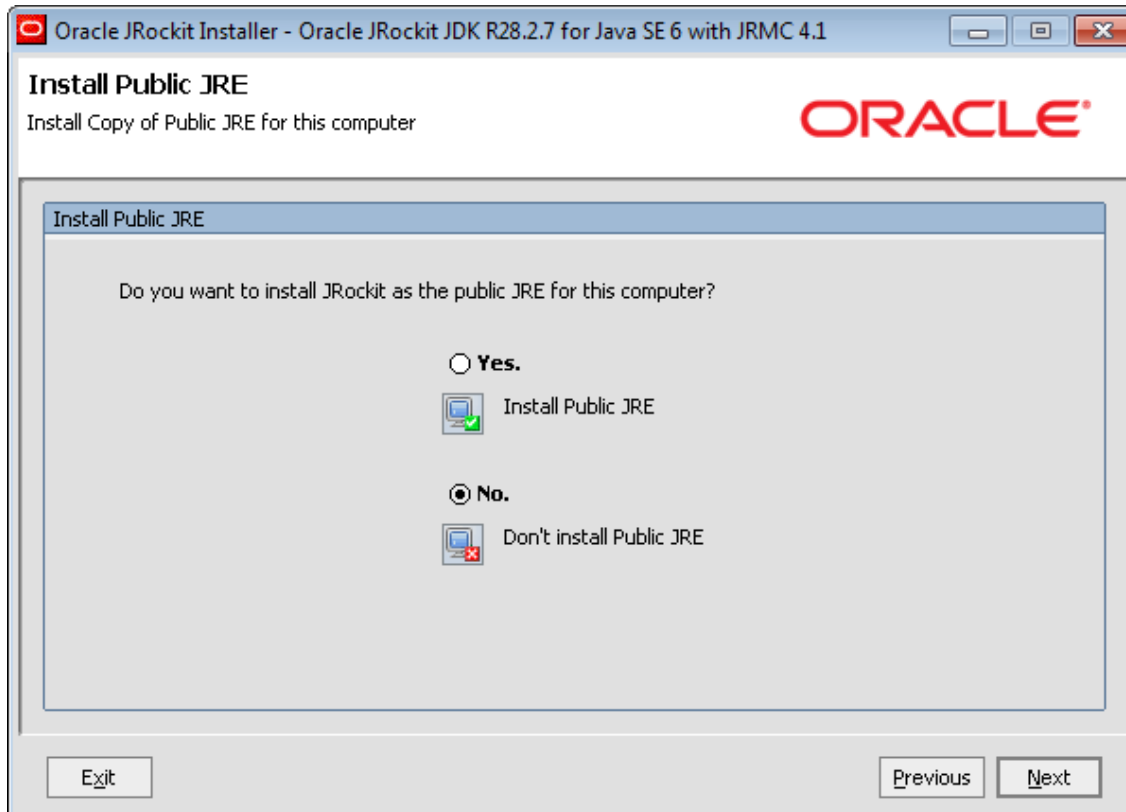 Oracle JRockit Installer - Oracle JRockit JDK R28.2.7 for Java SE 6 with JRMC 4.1
Install Public JRE
Install Copy of Public JRE for this computer
ORACLE
Install Public JRE
Do you want to install JRockit as the public JRE for this computer?
Yes.
Install Public JRE
No.
Don't install Public JRE
Exit
Previous
Next